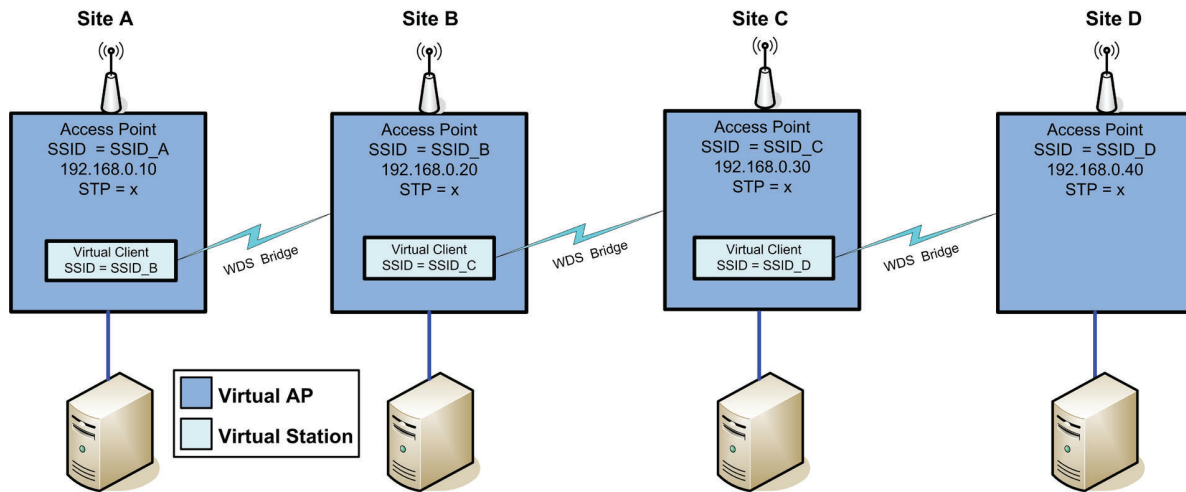 Site A
Site B
Site C
Site D
Access Point
SSID = SSID_A
192.168.0.10
STP = x
Virtual Client
SSID = SSID_B
WDS Bridge
Access Point
SSID = SSID_B
192.168.0.20
STP = x
Virtual Client
SSID = SSID_C
WDS Bridge
Access Point
SSID = SSID_C
192.168.0.30
STP = x
Virtual Client
SSID = SSID_D
WDS Bridge
Access Point
SSID = SSID_D
192.168.0.40
STP = x
Virtual AP
Virtual Station